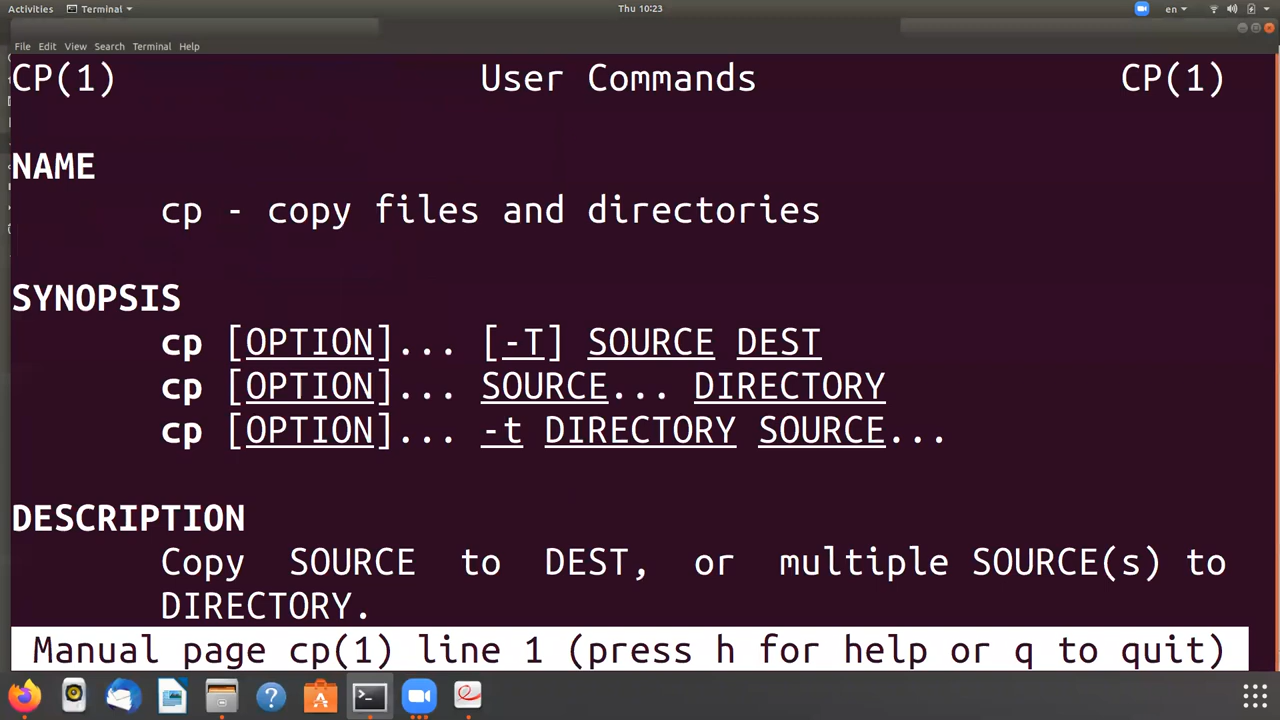 Activities Terminal Thu 10:23 en
File Edit View Search Terminal Help
CP(1) User Commands CP(1)
NAME
cp - copy files and directories
SYNOPSIS
cp [OPTION]... [-T] SOURCE DEST
cp [OPTION]... SOURCE... DIRECTORY
cp [OPTION]... -t DIRECTORY SOURCE...
DESCRIPTION
Copy SOURCE to DEST, or multiple SOURCE(s) to
DIRECTORY.
Manual page cp(1) line 1 (press h for help or q to quit)